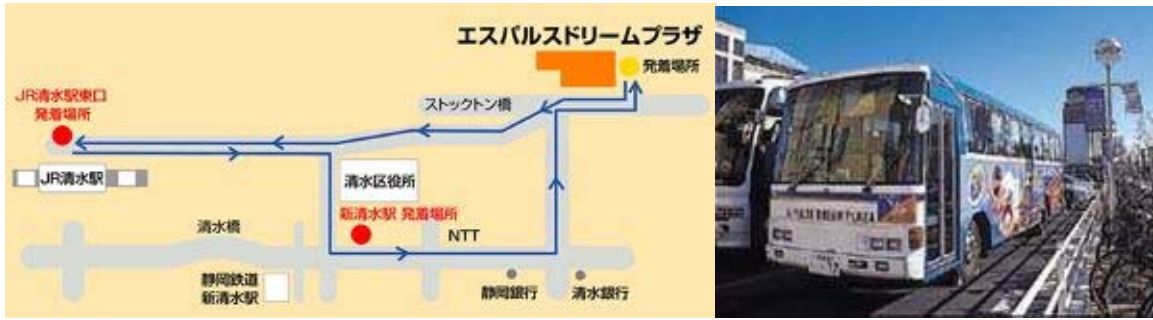 エスパルスドリームプラザ
発着場所
JR清水駅東口
発着場所
ストックトン橋
JR清水駅
清水区役所
新清水駅 発着場所
清水橋
NTT
静岡鉄道
新清水駅
静岡銀行
清水銀行
S-PULSE DREAM PLAZA